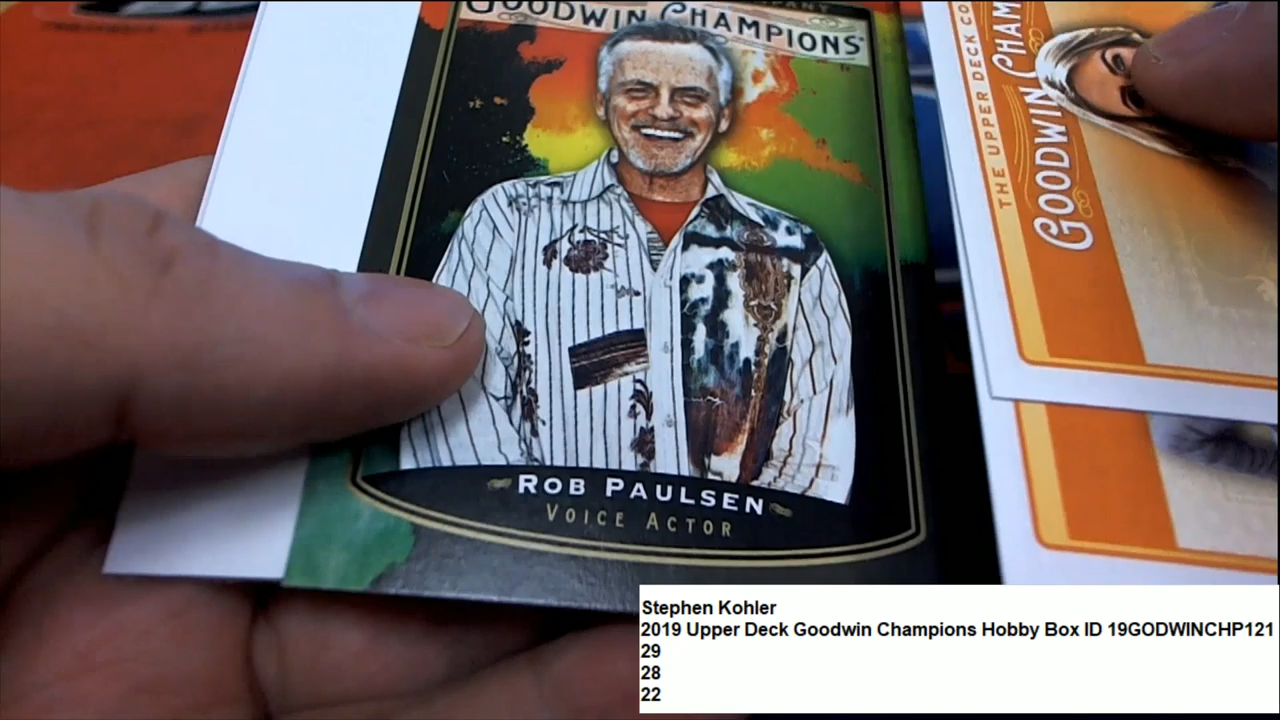 GOODWIN CHAMPIONS
ROB PAULSEN
VOICE ACTOR
THE UPPER DECK CO
GOODWIN CHAM
Stephen Kohler
2019 Upper Deck Goodwin Champions Hobby Box ID 19GODWINCHP121
29
28
22